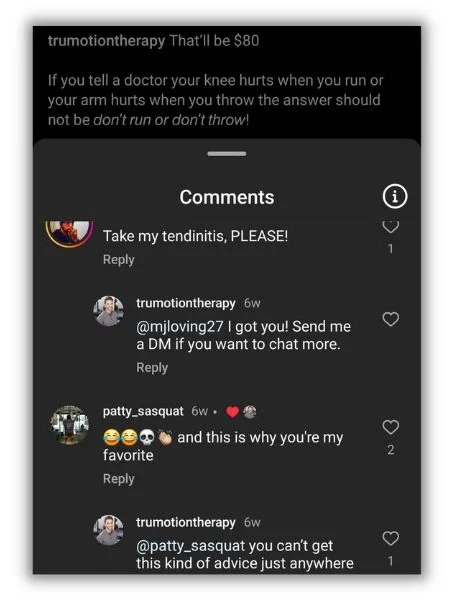 trumotiontherapy That'll be $80
If you tell a doctor your knee hurts when you run or
your arm hurts when you throw the answer should
not be don't run or don't throw!
Comments
Take my tendinitis, PLEASE!
1
Reply
trumotiontherapy 6w
@mjloving27 I got you! Send me
a DM if you want to chat more.
Reply
patty_sasquat 6w •
😂😂💀👏🏼 and this is why you're my
favorite
2
Reply
trumotiontherapy 6w
@patty_sasquat you can't get
this kind of advice just anywhere
1